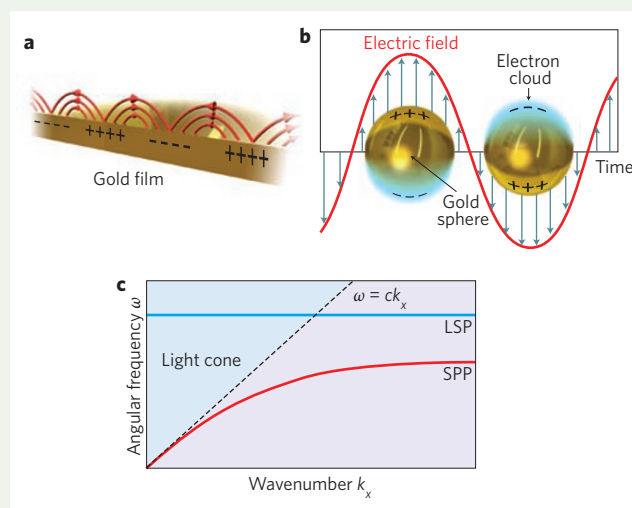 a
– – – –
++++
– – – –
++++
Gold film
b
Electric field
Electron
cloud
+++
– –
– –
+++
Gold
sphere
Time
c
ω = ck_x
LSP
Light cone
SPP
Angular frequency ω
Wavenumber k_x